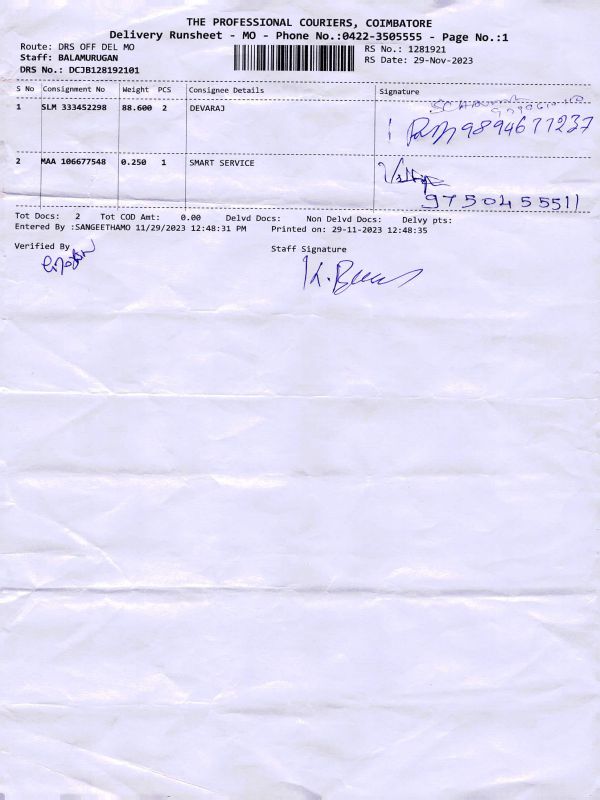 THE PROFESSIONAL COURIERS, COIMBATORE
Delivery Runsheet - MO - Phone No.:0422-3505555 - Page No.:1
Route: DRS OFF DEL MO RS No.: 1281921
Staff: BALAMURUGAN RS Date: 29-Nov-2023
DRS No.: DCJB128192101
S No Consignment No Weight PCS Consignee Details Signature
1 SLM 333452298 88.600 2 DEVARAJ
9894677237
2 MAA 106677548 0.250 1 SMART SERVICE
9750455511
Tot Docs: 2 Tot COD Amt: 0.00 Delvd Docs: Non Delvd Docs: Delvy pts:
Entered By :SANGEETHAMO 11/29/2023 12:48:31 PM Printed on: 29-11-2023 12:48:35
Verified By Staff Signature